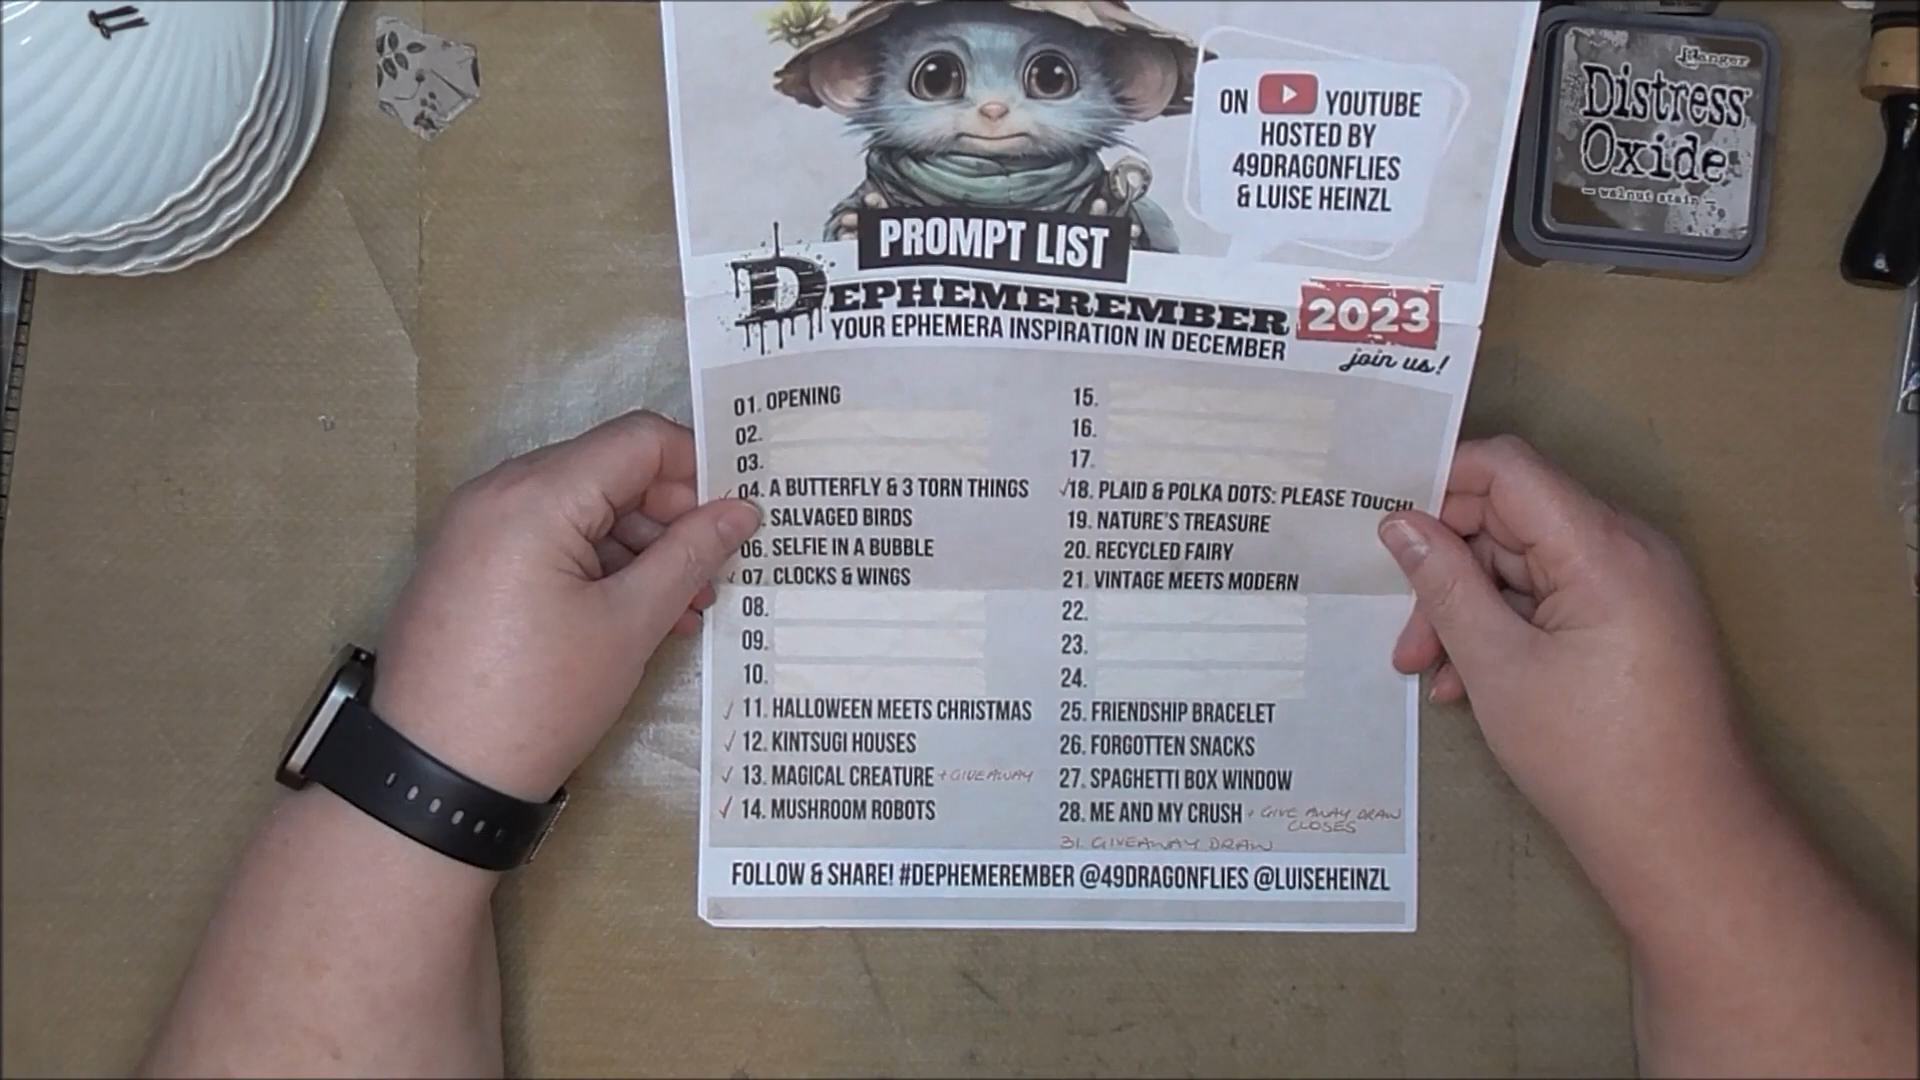 ON YOUTUBE
HOSTED BY
49DRAGONFLIES
& LUISE HEINZL
Ranger
Distress
Oxide
– walnut stain –
PROMPT LIST
DEPHEMEREMBER 2023
YOUR EPHEMERA INSPIRATION IN DECEMBER
join us!
01. OPENING
02.
03.
04. A BUTTERFLY & 3 TORN THINGS
. SALVAGED BIRDS
06. SELFIE IN A BUBBLE
✓ 07. CLOCKS & WINGS
08.
09.
10.
✓ 11. HALLOWEEN MEETS CHRISTMAS
✓ 12. KINTSUGI HOUSES
✓ 13. MAGICAL CREATURE + GIVEAWAY
✓ 14. MUSHROOM ROBOTS
15.
16.
17.
✓18. PLAID & POLKA DOTS: PLEASE TOUCH!
19. NATURE'S TREASURE
20. RECYCLED FAIRY
21. VINTAGE MEETS MODERN
22.
23.
24.
25. FRIENDSHIP BRACELET
26. FORGOTTEN SNACKS
27. SPAGHETTI BOX WINDOW
28. ME AND MY CRUSH + GIVE AWAY DRAW
CLOSES
31. GIVEAWAY DRAW
FOLLOW & SHARE! #DEPHEMEREMBER @49DRAGONFLIES @LUISEHEINZL